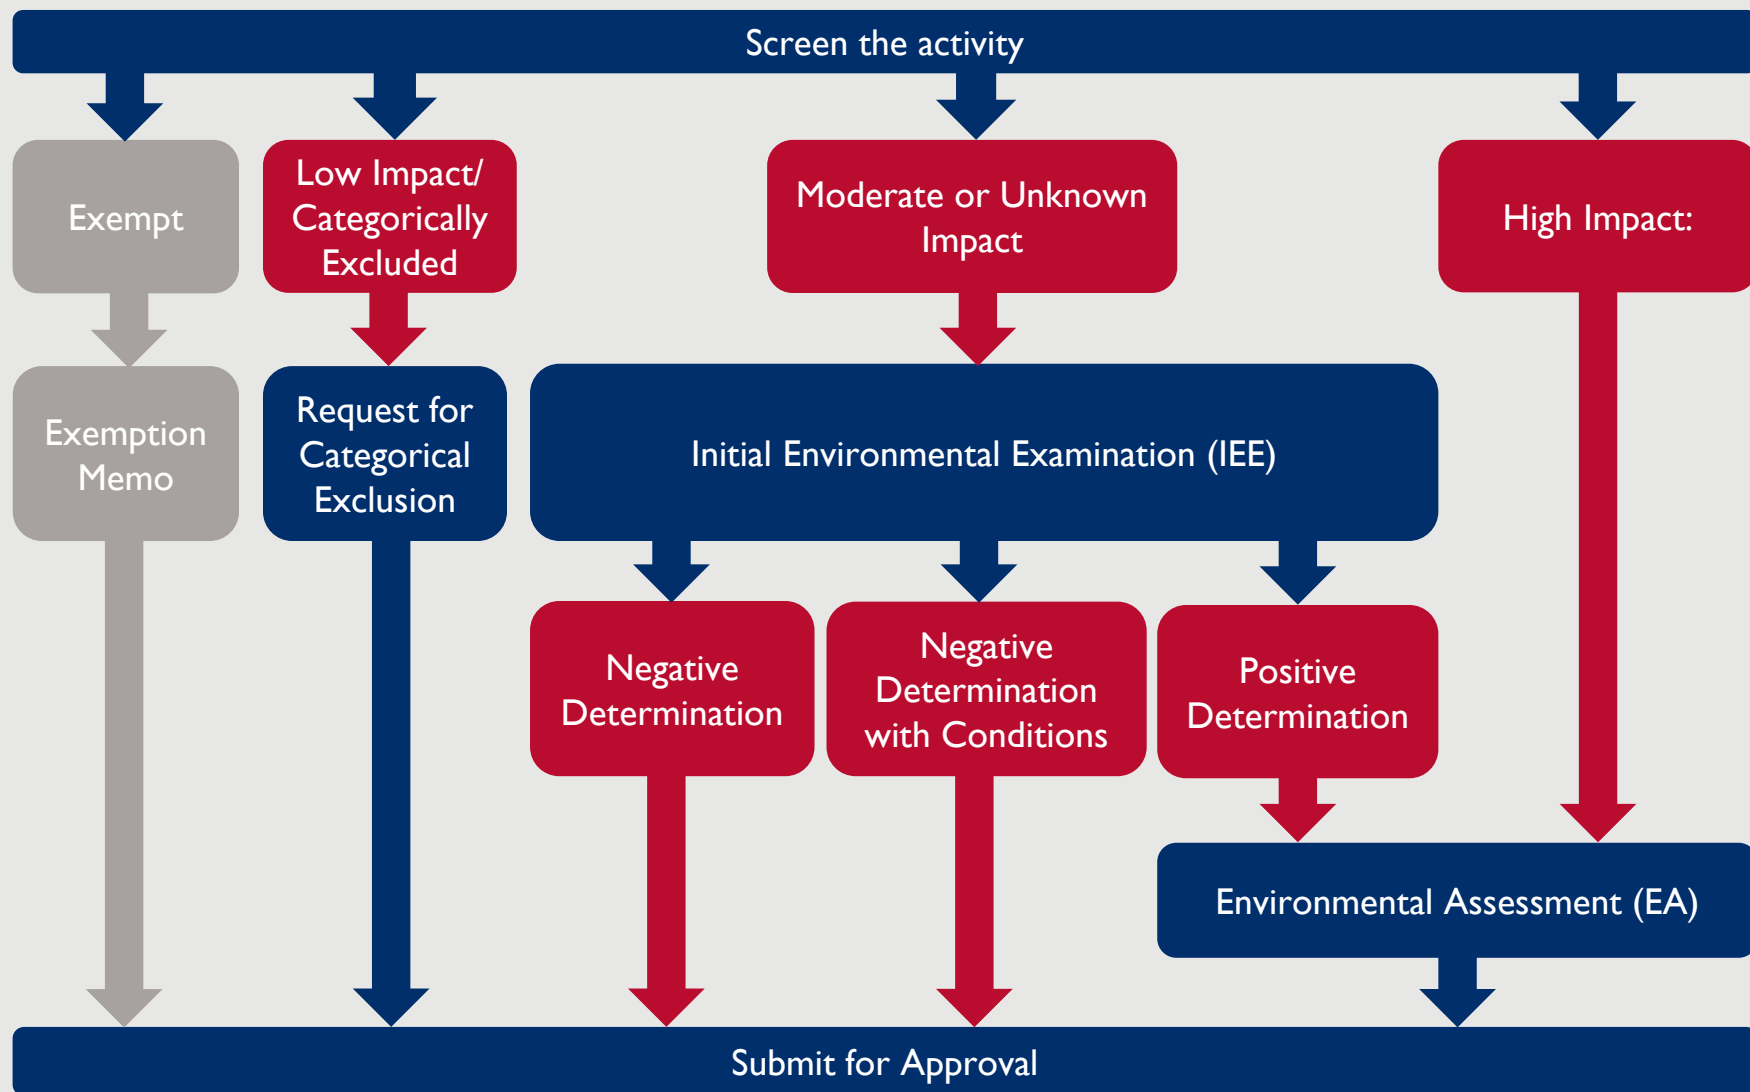 Screen the activity
Exempt
Low Impact/
Categorically
Excluded
Moderate or Unknown
Impact
High Impact:
Exemption
Memo
Request for
Categorical
Exclusion
Initial Environmental Examination (IEE)
Negative
Determination
Negative
Determination
with Conditions
Positive
Determination
Environmental Assessment (EA)
Submit for Approval